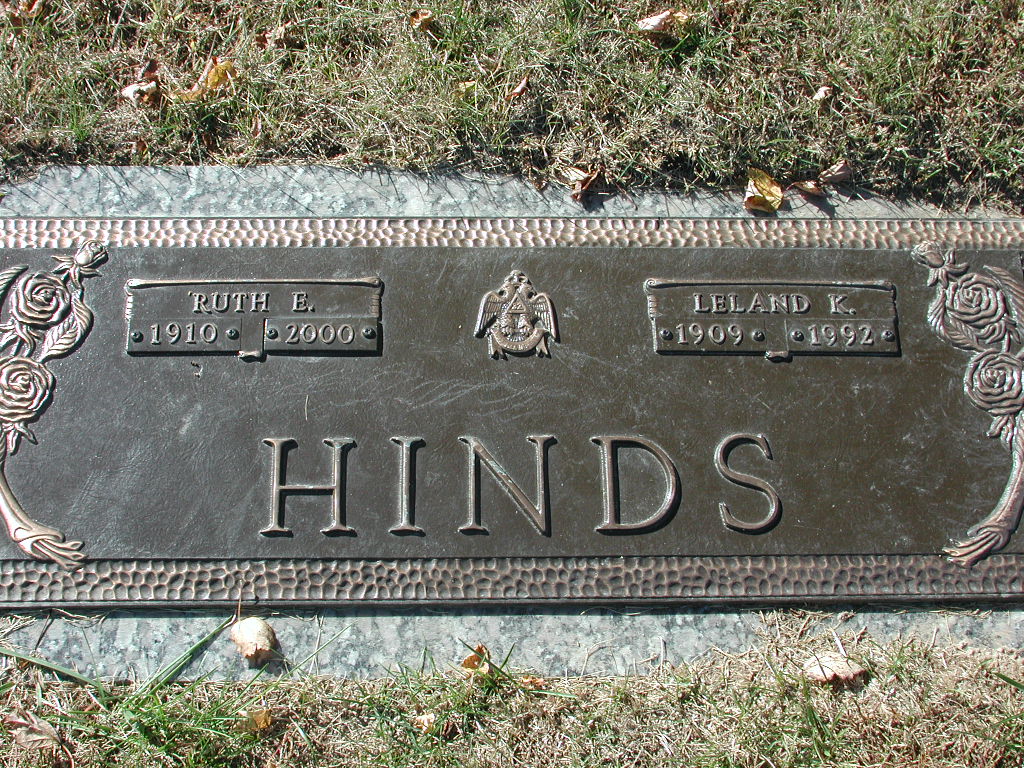 RUTH E.
1910 2000
LELAND K.
1909 1992
HINDS